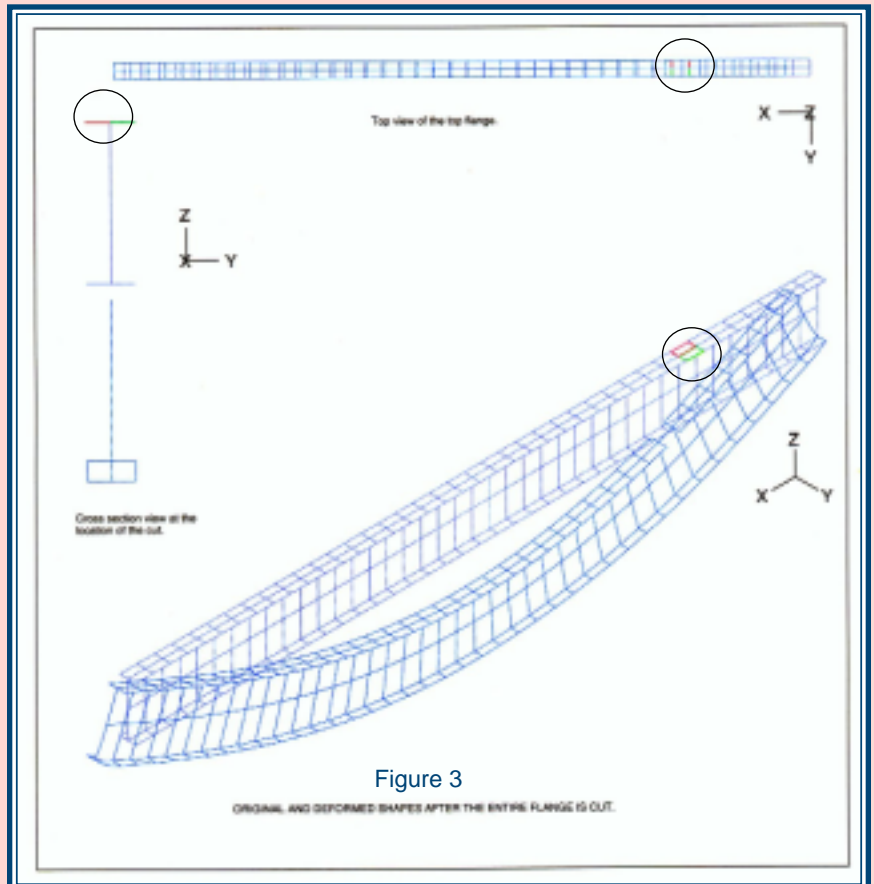 Top view of the top flange.
X Z
Y
Z
X Y
Cross section view at the
location of the cut.
Z
X Y
Figure 3
ORIGINAL AND DEFORMED SHAPES AFTER THE ENTIRE FLANGE IS CUT.